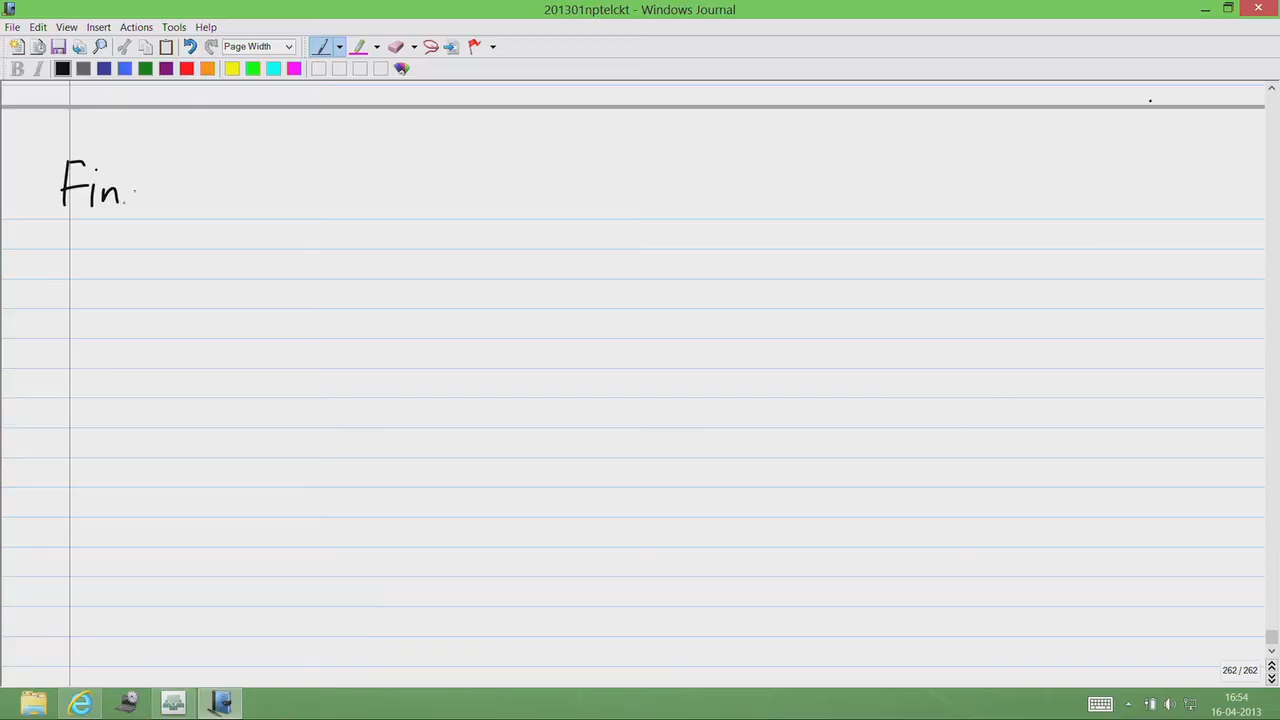 201301nptelckt - Windows Journal
File Edit View Insert Actions Tools Help
Page Width
B I
Fin
262 / 262
16:54
16-04-2013